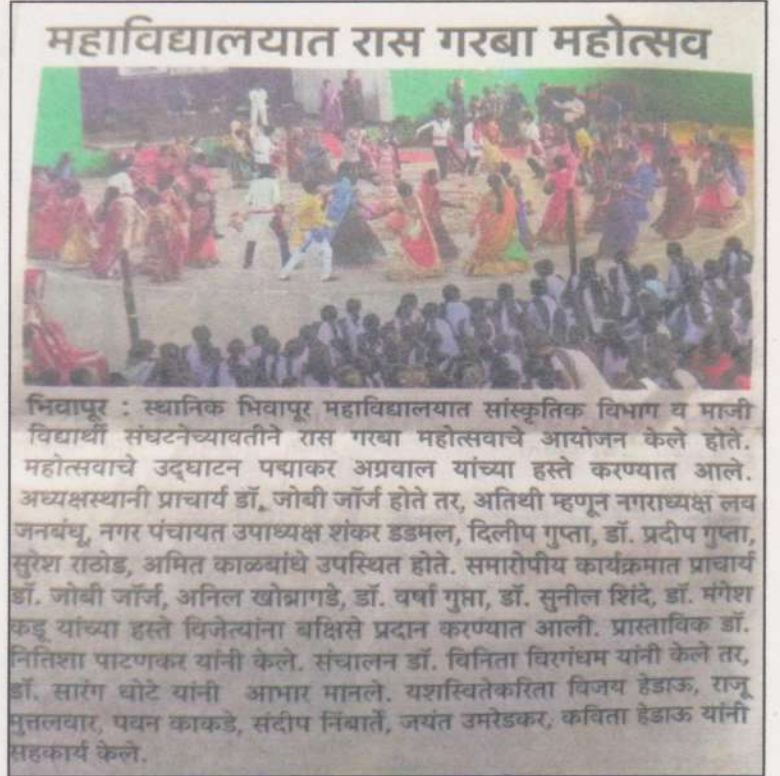 महाविद्यालयात रास गरबा महोत्सव
भिवापूर : स्थानिक भिवापूर महाविद्यालयात सांस्कृतिक विभाग व माजी
विद्यार्थी संघटनेच्यावतीने रास गरबा महोत्सवाचे आयोजन केले होते.
महोत्सवाचे उद्घाटन पद्माकर अग्रवाल यांच्या हस्ते करण्यात आले.
अध्यक्षस्थानी प्राचार्य डॉ. जोबी जॉर्ज होते तर, अतिथी म्हणून नगराध्यक्ष लव
जनबंधू, नगर पंचायत उपाध्यक्ष शंकर डडमल, दिलीप गुप्ता, डॉ. प्रदीप गुप्ता,
सुरेश राठोड, अमित काळबांधे उपस्थित होते. समारोपीय कार्यक्रमात प्राचार्य
डॉ. जोबी जॉर्ज, अनिल खोब्रागडे, डॉ. वर्षा गुप्ता, डॉ. सुनील शिंदे, डॉ. मंगेश
कडू यांच्या हस्ते विजेत्यांना बक्षिसे प्रदान करण्यात आली. प्रास्ताविक डॉ.
नितिशा पाटणकर यांनी केले. संचालन डॉ. विनिता विरगंधम यांनी केले तर,
डॉ. सारंग धोटे यांनी आभार मानले. यशस्वितेकरिता विजय हेडाऊ, राजू
मुत्तलवार, पवन काकडे, संदीप निंबार्ते, जयंत उमरेडकर, कविता हेडाऊ यांनी
सहकार्य केले.